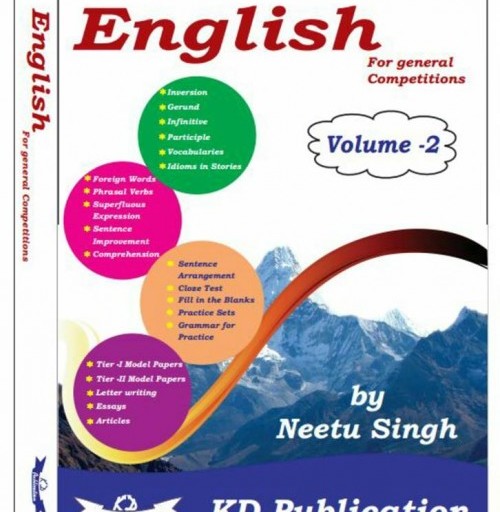 English
For general
Competitions
English
For general Competitions
Inversion
Gerund
Infinitive
Participle
Vocabularies
Idioms in Stories
Volume -2
Foreign Words
Phrasal Verbs
Superfluous
Expression
Sentence
Improvement
Comprehension
Sentence
Arrangement
Cloze Test
Fill in the Blanks
Practice Sets
Grammar for
Practice
Tier -I Model Papers
Tier -II Model Papers
Letter writing
Essays
Articles
by
Neetu Singh
KD Publication